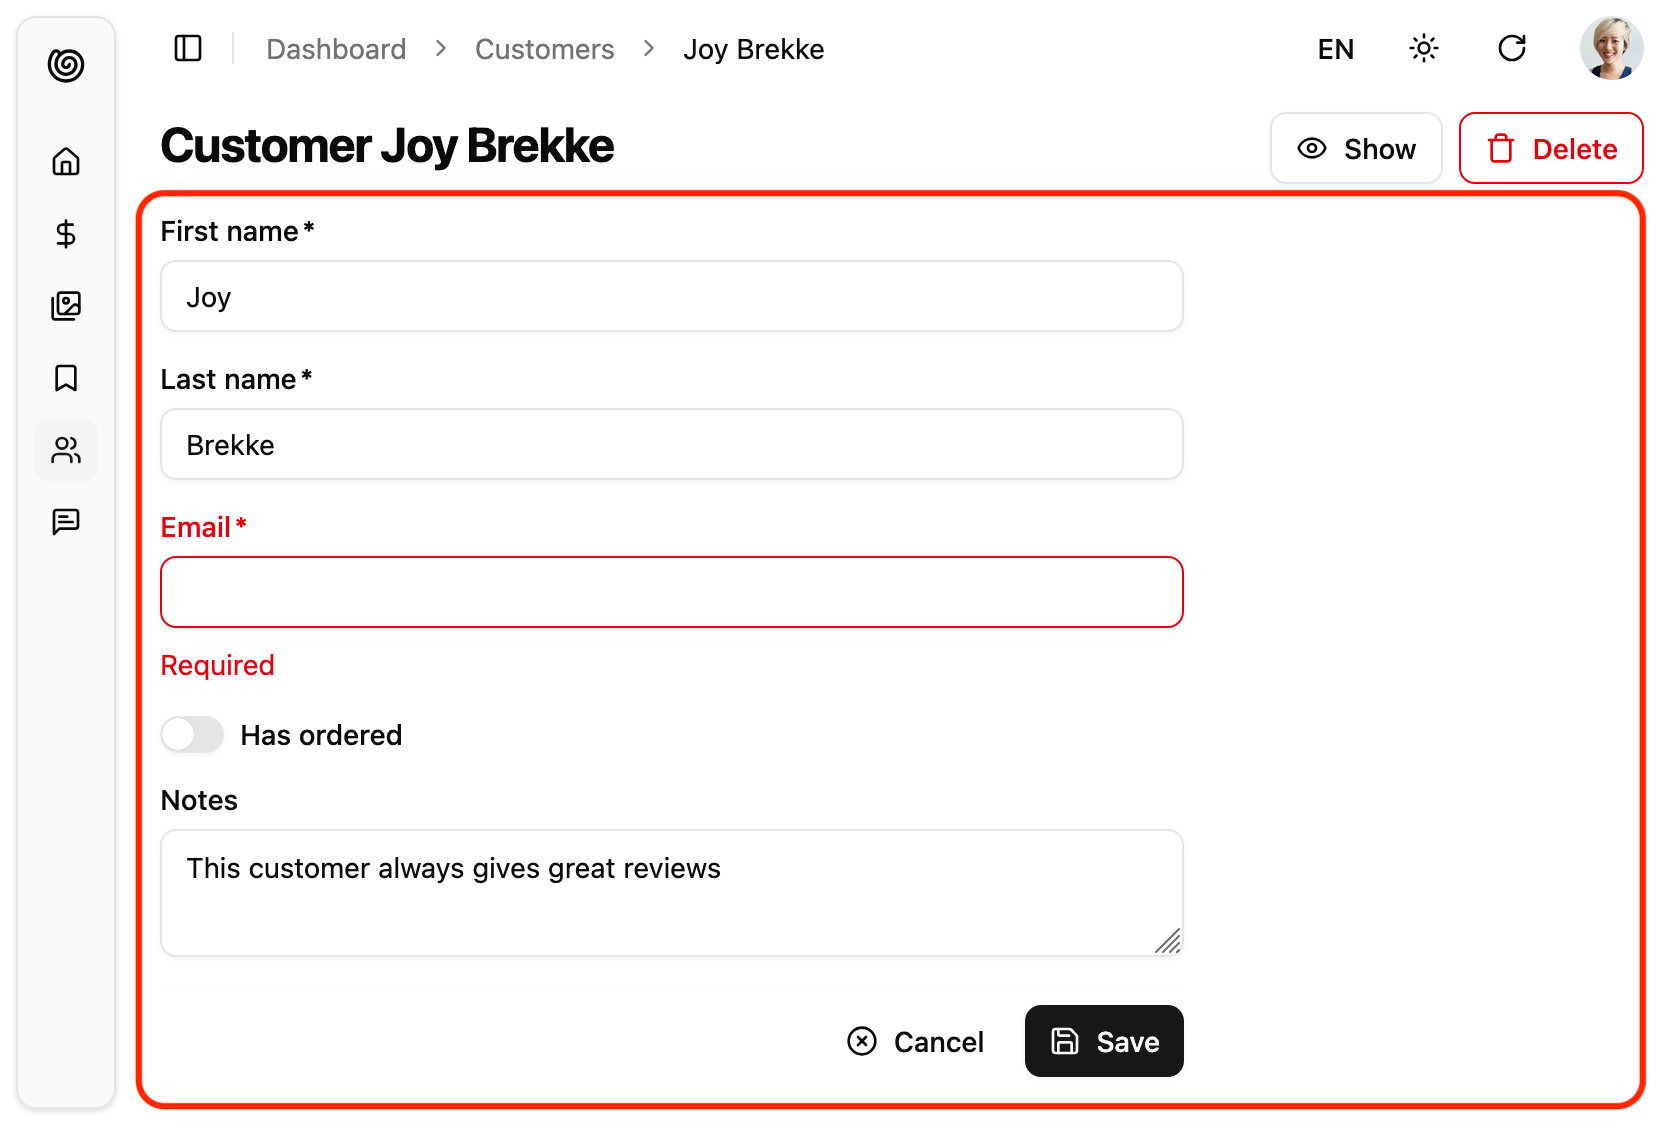 Dashboard > Customers > Joy Brekke EN
Customer Joy Brekke Show Delete
First name*
Joy
Last name*
Brekke
Email*
Required
Has ordered
Notes
This customer always gives great reviews
Cancel Save